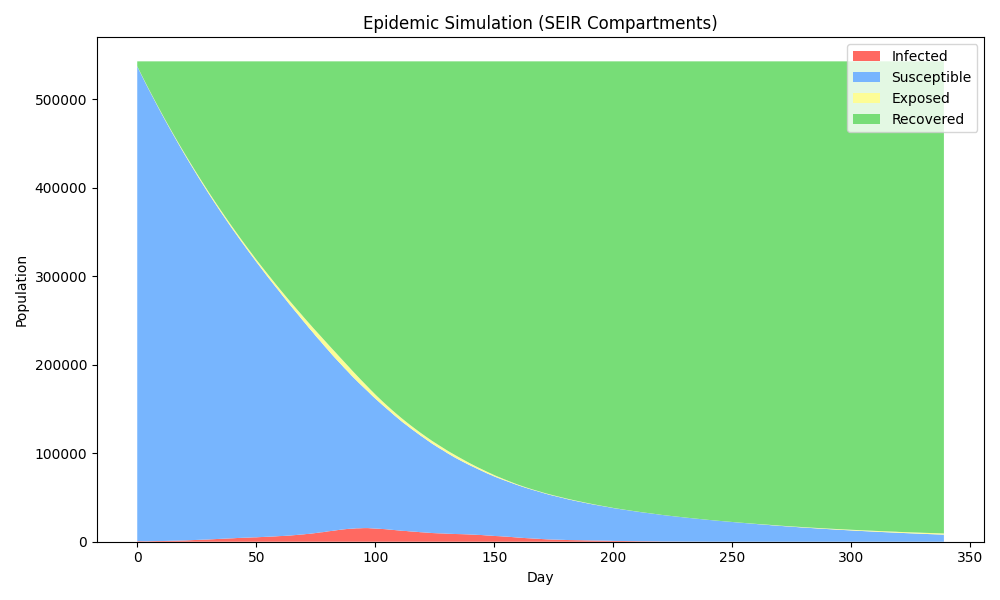 Epidemic Simulation (SEIR Compartments)
Infected
Susceptible
Exposed
Recovered
Population
500000
400000
300000
200000
100000
0
0 50 100 150 200 250 300 350
Day